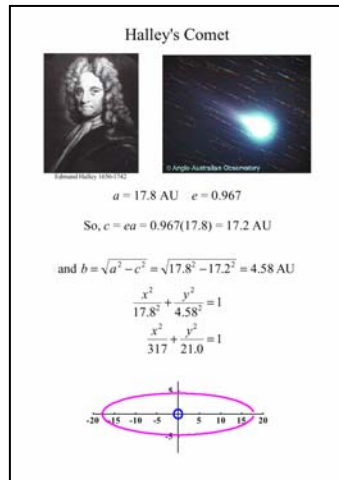 Halley's Comet
© Anglo-Australian Observatory
Edmund Halley 1656-1742
a = 17.8 AU e = 0.967
So, c = ea = 0.967(17.8) = 17.2 AU
and b = √(a² − c²) = √(17.8² − 17.2²) = 4.58 AU
x²/17.8² + y²/4.58² = 1
x²/317 + y²/21.0 = 1
5
-20 -15 -10 -5 0 5 10 15 20
-5